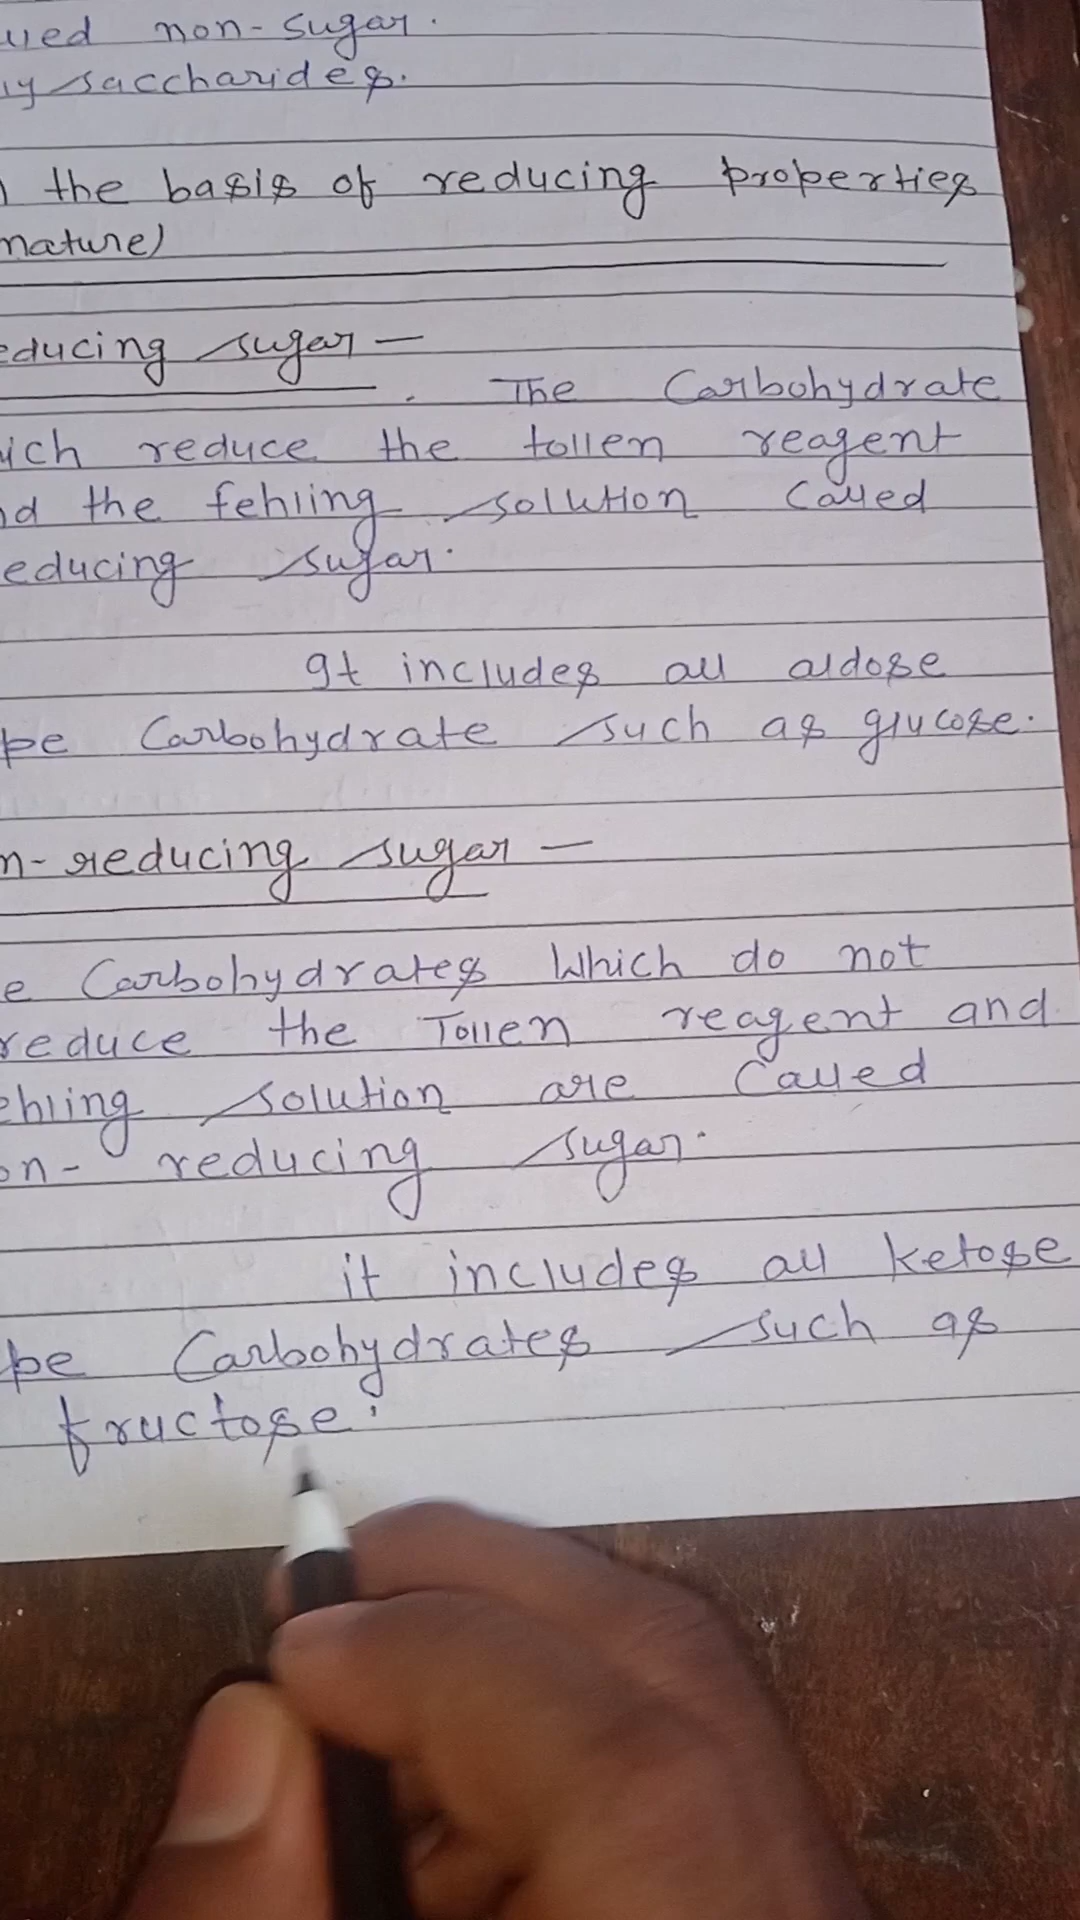 non-sugar.
saccharides.
the basis of reducing properties
nature)
educing sugar —
The Carbohydrate
ich reduce the tollen reagent
d the fehling solution called
educing sugar.
It includes all aldose
pe Carbohydrate such as glucose.
n-reducing sugar —
e Carbohydrates which do not
reduce the Tollen reagent and
ehling solution are called
on- reducing sugar.
it includes all ketose
pe Carbohydrates such as
fructose.